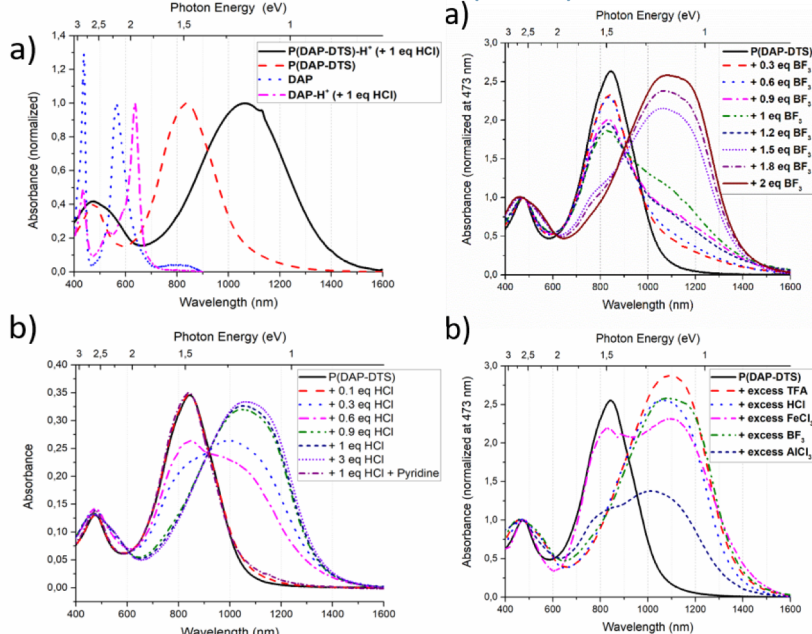 a)
Photon Energy (eV)
3 2,5 2 1,5 1
Absorbance (normalized)
1,4
1,2
1,0
0,8
0,6
0,4
0,2
0,0
P(DAP-DTS)-H⁺ (+ 1 eq HCl)
P(DAP-DTS)
DAP
DAP-H⁺ (+ 1 eq HCl)
400 600 800 1000 1200 1400 1600
Wavelength (nm)
a)
Photon Energy (eV)
3 2,5 2 1,5 1
Absorbance (normalized at 473 nm)
3,0
2,5
2,0
1,5
1,0
0,5
0,0
P(DAP-DTS)
+ 0.3 eq BF₃
+ 0.6 eq BF₃
+ 0.9 eq BF₃
+ 1 eq BF₃
+ 1.2 eq BF₃
+ 1.5 eq BF₃
+ 1.8 eq BF₃
+ 2 eq BF₃
400 600 800 1000 1200 1400 1600
Wavelength (nm)
b)
Photon Energy (eV)
3 2,5 2 1,5 1
Absorbance
0,40
0,35
0,30
0,25
0,20
0,15
0,10
0,05
0,00
P(DAP-DTS)
+ 0.1 eq HCl
+ 0.3 eq HCl
+ 0.6 eq HCl
+ 0.9 eq HCl
+ 1 eq HCl
+ 3 eq HCl
+ 1 eq HCl + Pyridine
400 600 800 1000 1200 1400 1600
Wavelength (nm)
b)
Photon Energy (eV)
3 2,5 2 1,5 1
Absorbance (normalized at 473 nm)
3,0
2,5
2,0
1,5
1,0
0,5
0,0
P(DAP-DTS)
+ excess TFA
+ excess HCl
+ excess FeCl₃
+ excess BF₃
+ excess AlCl₃
400 600 800 1000 1200 1400 1600
Wavelength (nm)